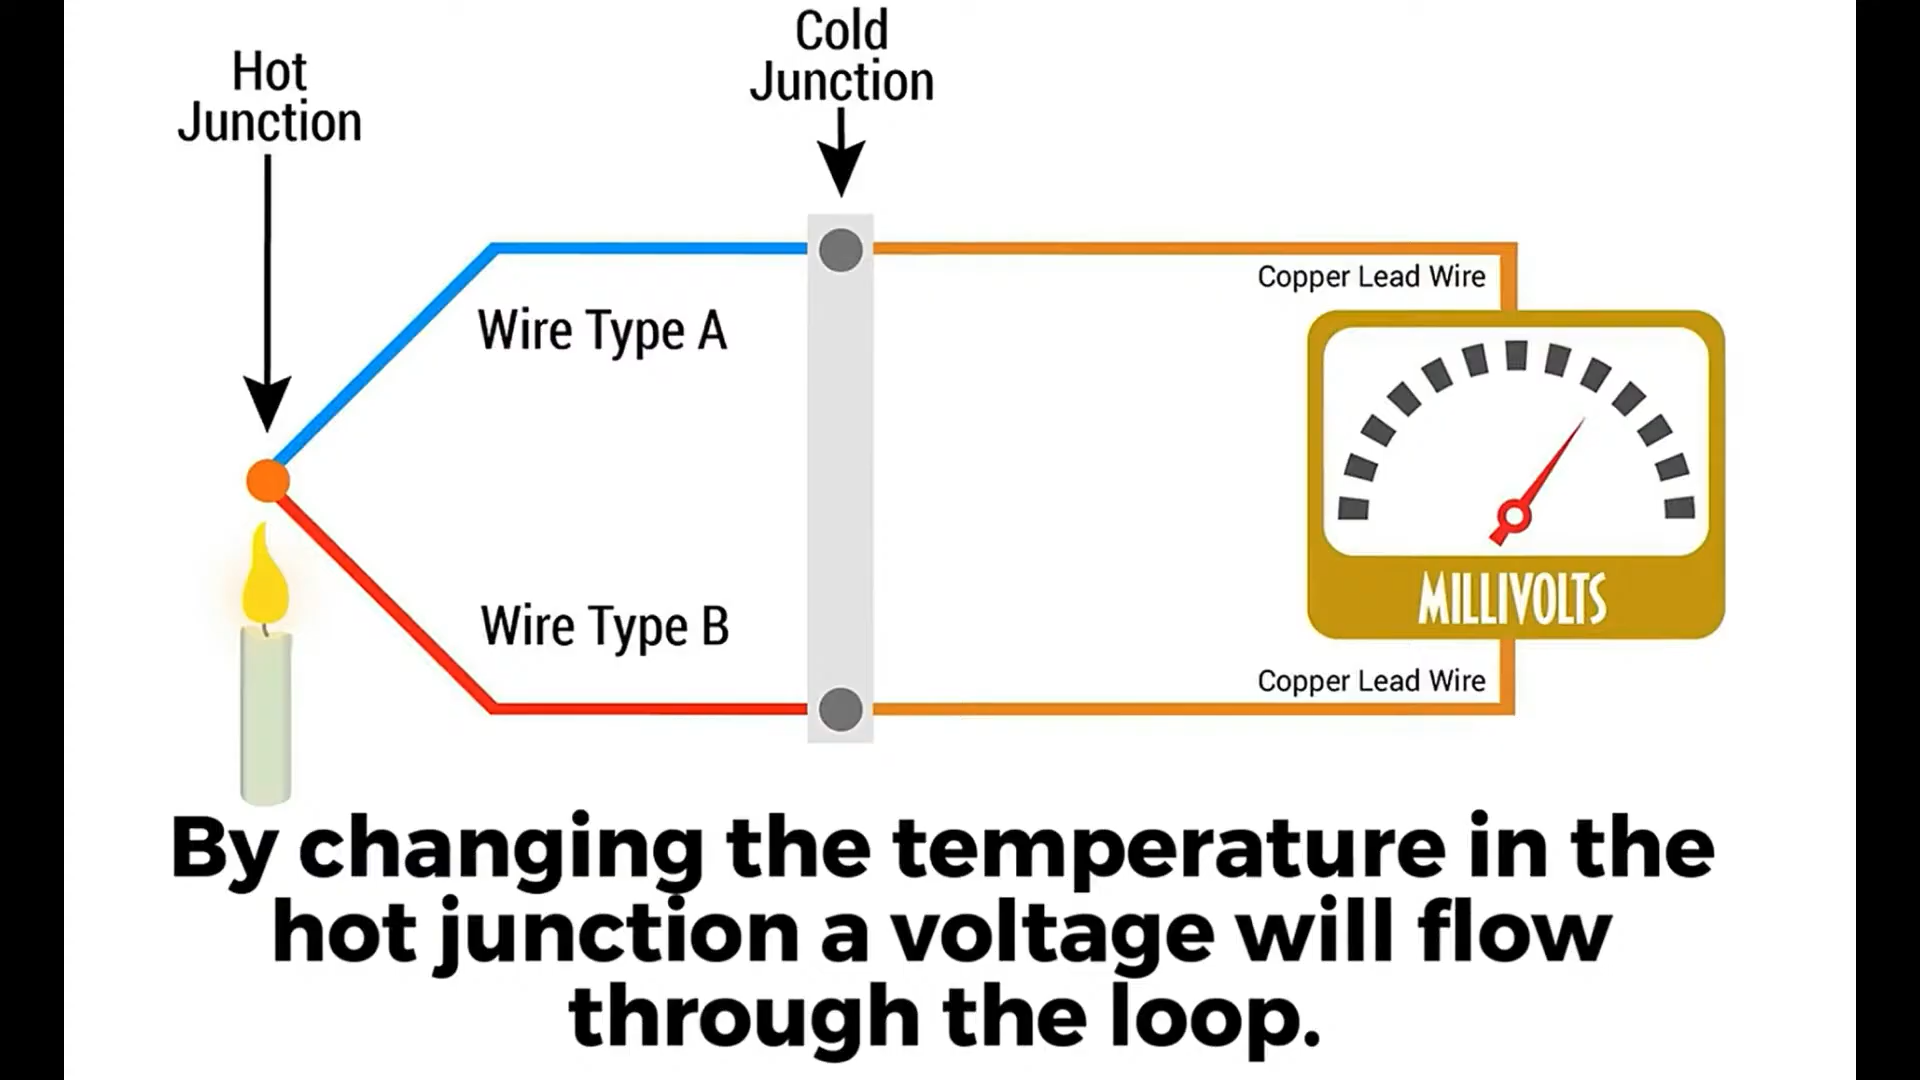 Hot
Junction
Cold
Junction
Copper Lead Wire
Wire Type A
MILLIVOLTS
Wire Type B
Copper Lead Wire
By changing the temperature in the
hot junction a voltage will flow
through the loop.